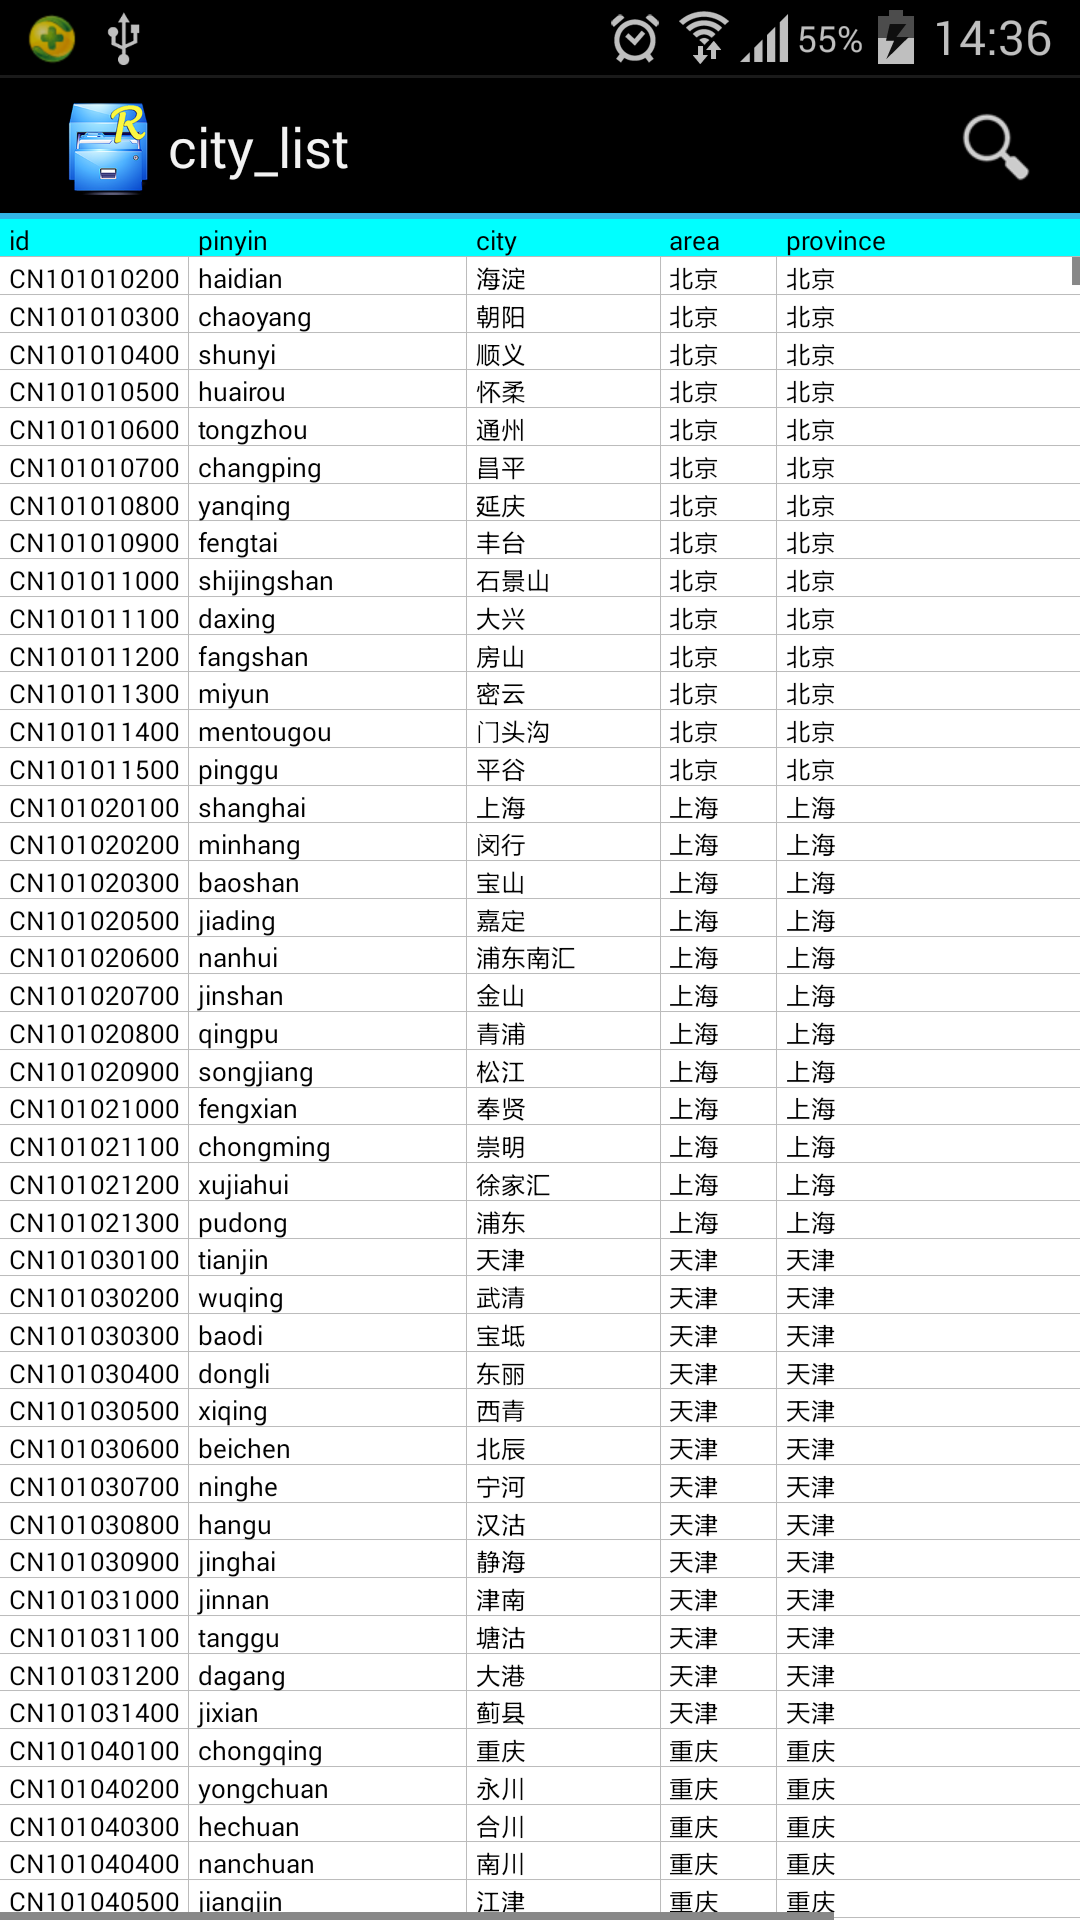 55% 14:36
city_list
id pinyin city area province
CN101010200 haidian 海淀 北京 北京
CN101010300 chaoyang 朝阳 北京 北京
CN101010400 shunyi 顺义 北京 北京
CN101010500 huairou 怀柔 北京 北京
CN101010600 tongzhou 通州 北京 北京
CN101010700 changping 昌平 北京 北京
CN101010800 yanqing 延庆 北京 北京
CN101010900 fengtai 丰台 北京 北京
CN101011000 shijingshan 石景山 北京 北京
CN101011100 daxing 大兴 北京 北京
CN101011200 fangshan 房山 北京 北京
CN101011300 miyun 密云 北京 北京
CN101011400 mentougou 门头沟 北京 北京
CN101011500 pinggu 平谷 北京 北京
CN101020100 shanghai 上海 上海 上海
CN101020200 minhang 闵行 上海 上海
CN101020300 baoshan 宝山 上海 上海
CN101020500 jiading 嘉定 上海 上海
CN101020600 nanhui 浦东南汇 上海 上海
CN101020700 jinshan 金山 上海 上海
CN101020800 qingpu 青浦 上海 上海
CN101020900 songjiang 松江 上海 上海
CN101021000 fengxian 奉贤 上海 上海
CN101021100 chongming 崇明 上海 上海
CN101021200 xujiahui 徐家汇 上海 上海
CN101021300 pudong 浦东 上海 上海
CN101030100 tianjin 天津 天津 天津
CN101030200 wuqing 武清 天津 天津
CN101030300 baodi 宝坻 天津 天津
CN101030400 dongli 东丽 天津 天津
CN101030500 xiqing 西青 天津 天津
CN101030600 beichen 北辰 天津 天津
CN101030700 ninghe 宁河 天津 天津
CN101030800 hangu 汉沽 天津 天津
CN101030900 jinghai 静海 天津 天津
CN101031000 jinnan 津南 天津 天津
CN101031100 tanggu 塘沽 天津 天津
CN101031200 dagang 大港 天津 天津
CN101031400 jixian 蓟县 天津 天津
CN101040100 chongqing 重庆 重庆 重庆
CN101040200 yongchuan 永川 重庆 重庆
CN101040300 hechuan 合川 重庆 重庆
CN101040400 nanchuan 南川 重庆 重庆
CN101040500 jiangjin 江津 重庆 重庆